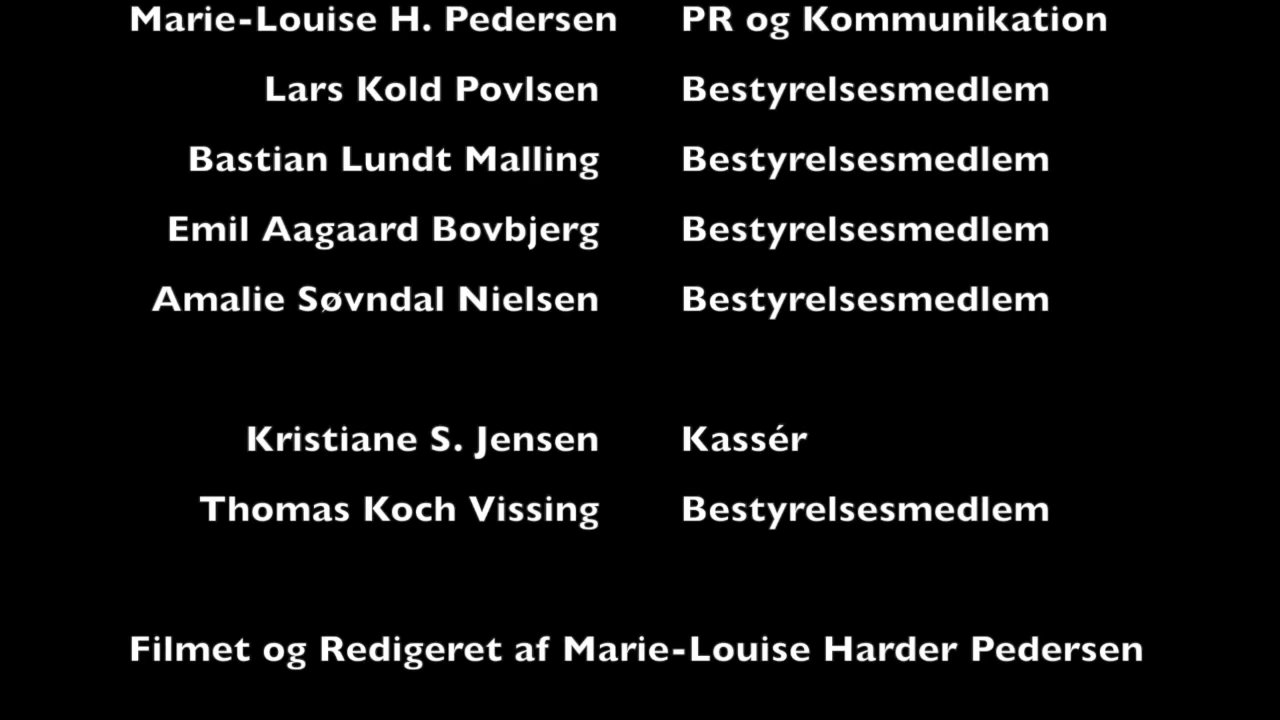 Marie-Louise H. Pedersen PR og Kommunikation
Lars Kold Povlsen Bestyrelsesmedlem
Bastian Lundt Malling Bestyrelsesmedlem
Emil Aagaard Bovbjerg Bestyrelsesmedlem
Amalie Søvndal Nielsen Bestyrelsesmedlem
Kristiane S. Jensen Kassér
Thomas Koch Vissing Bestyrelsesmedlem
Filmet og Redigeret af Marie-Louise Harder Pedersen